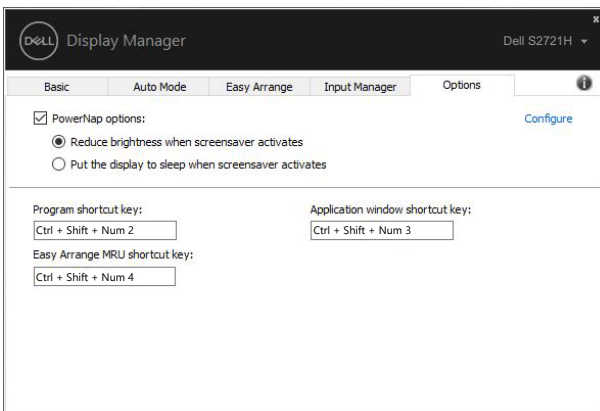 x
DELL Display Manager
Dell S2721H
Basic Auto Mode Easy Arrange Input Manager Options i
PowerNap options: Configure
Reduce brightness when screensaver activates
Put the display to sleep when screensaver activates
Program shortcut key: Application window shortcut key:
Ctrl + Shift + Num 2 Ctrl + Shift + Num 3
Easy Arrange MRU shortcut key:
Ctrl + Shift + Num 4